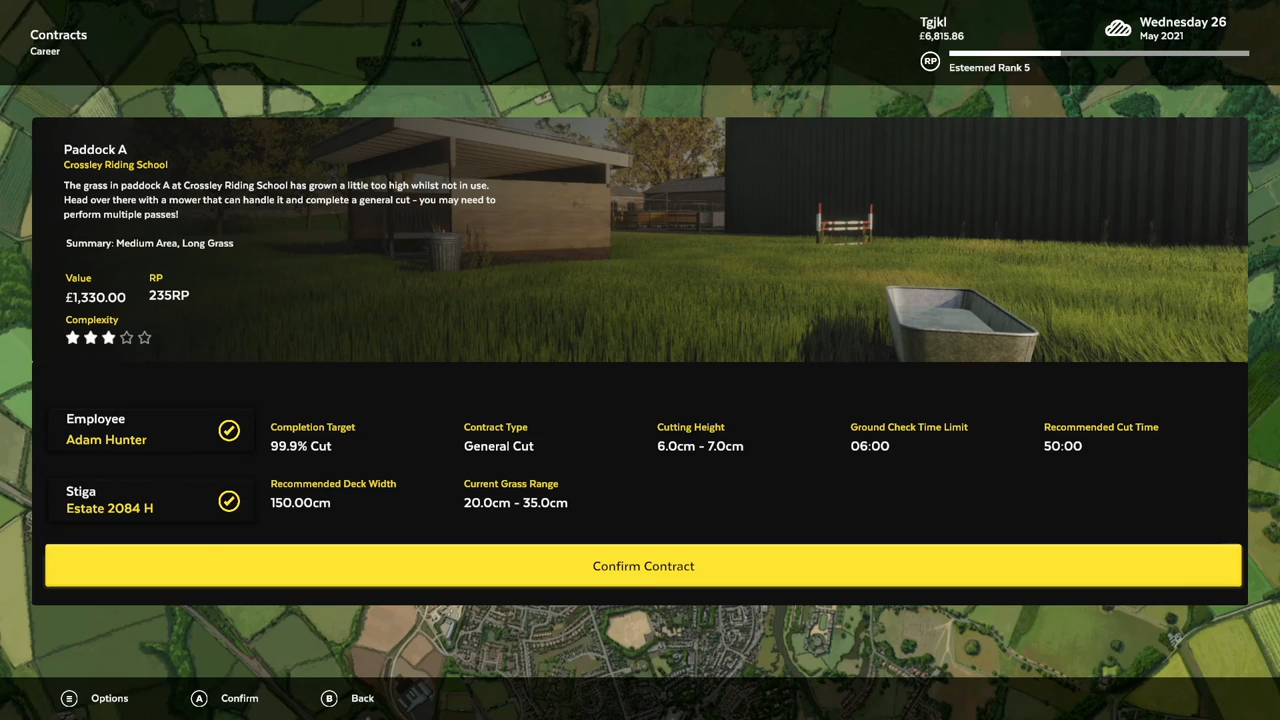 Contracts
Career
Tgjkl
£6,815.86
Wednesday 26
May 2021
RP
Esteemed Rank 5
Paddock A
Crossley Riding School
The grass in paddock A at Crossley Riding School has grown a little too high whilst not in use.
Head over there with a mower that can handle it and complete a general cut - you may need to
perform multiple passes!
Summary: Medium Area, Long Grass
Value
RP
£1,330.00
235RP
Complexity
Employee
Adam Hunter
Completion Target
99.9% Cut
Contract Type
General Cut
Cutting Height
6.0cm - 7.0cm
Ground Check Time Limit
06:00
Recommended Cut Time
50:00
Stiga
Estate 2084 H
Recommended Deck Width
150.00cm
Current Grass Range
20.0cm - 35.0cm
Confirm Contract
Options
A Confirm
B Back